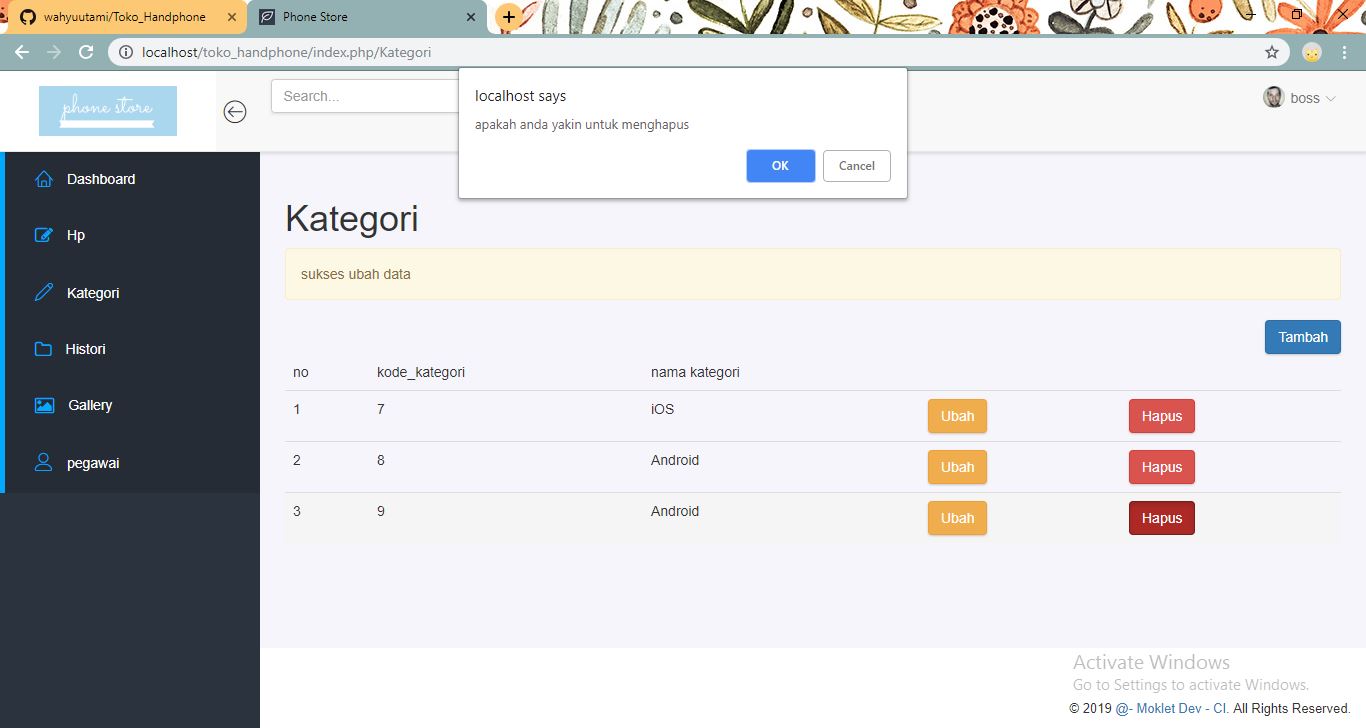 wahyuutami/Toko_Handphone
Phone Store
localhost/toko_handphone/index.php/Kategori
phone store
Search...
localhost says
apakah anda yakin untuk menghapus
OK Cancel
boss
Dashboard
Hp
Kategori
Histori
Gallery
pegawai
Kategori
sukses ubah data
Tambah
no kode_kategori nama kategori
1 7 iOS Ubah Hapus
2 8 Android Ubah Hapus
3 9 Android Ubah Hapus
Activate Windows
Go to Settings to activate Windows.
© 2019 @- Moklet Dev - CI. All Rights Reserved.